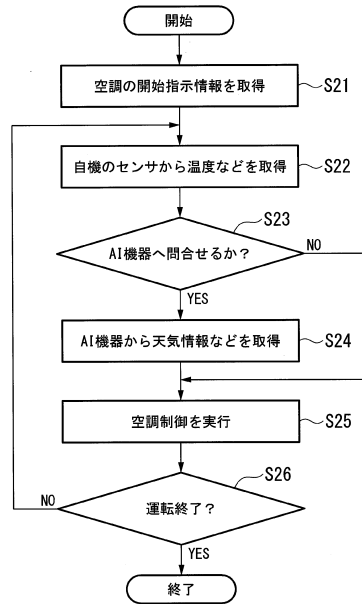 開始
空調の開始指示情報を取得
S21
自機のセンサから温度などを取得
S22
S23
AI機器へ問合せるか?
NO
YES
AI機器から天気情報などを取得
S24
空調制御を実行
S25
S26
運転終了?
NO
YES
終了